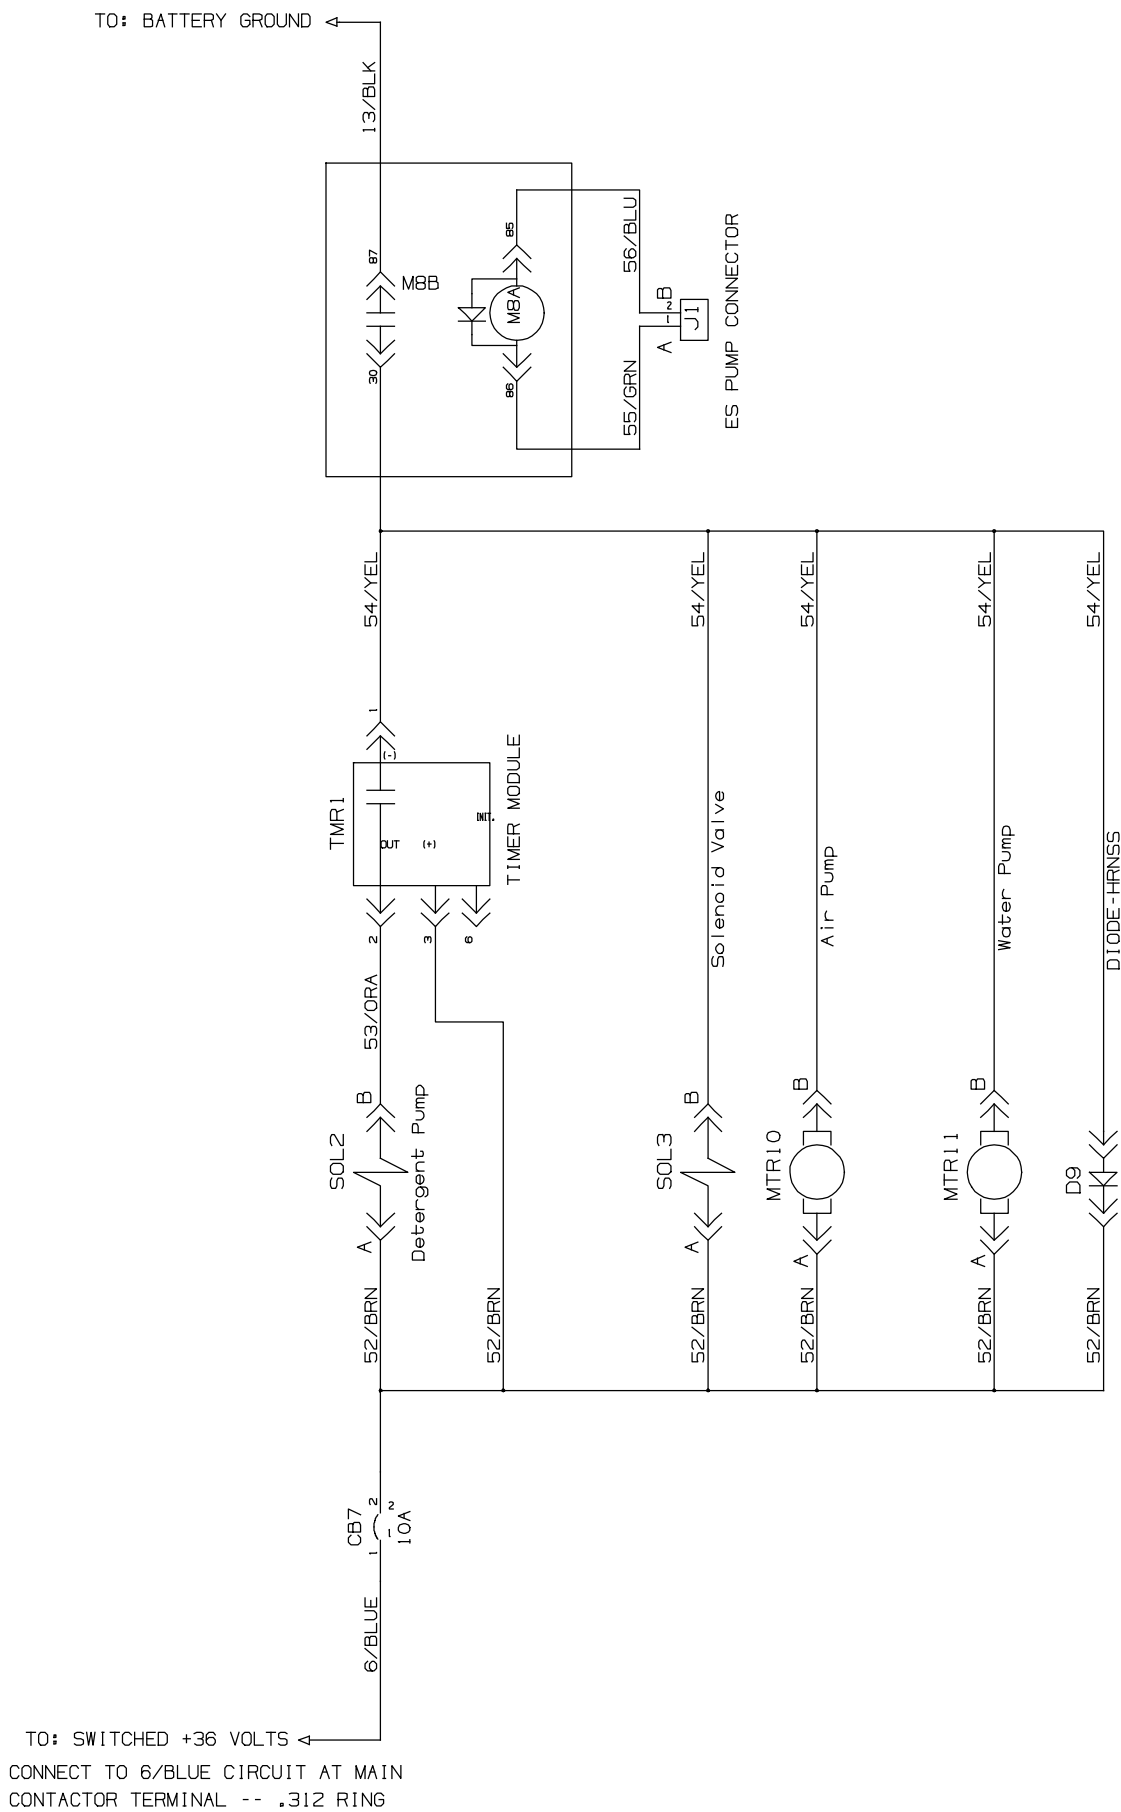 TO: BATTERY GROUND
13/BLK
87
M8B
30
85
M8A
86
56/BLU
55/GRN
B
2
1
A
J1
ES PUMP CONNECTOR
54/YEL
54/YEL
54/YEL
54/YEL
54/YEL
1
(-)
TMR1
OUT
(+)
INIT.
TIMER MODULE
2
3
6
53/ORA
Solenoid Valve
Air Pump
Water Pump
DIODE-HRNSS
B
SOL2
A
Detergent Pump
B
SOL3
A
B
MTR10
A
B
MTR11
A
D9
52/BRN
52/BRN
52/BRN
52/BRN
52/BRN
52/BRN
2
2
CB7
1
10A
1
6/BLUE
TO: SWITCHED +36 VOLTS
CONNECT TO 6/BLUE CIRCUIT AT MAIN
CONTACTOR TERMINAL -- .312 RING